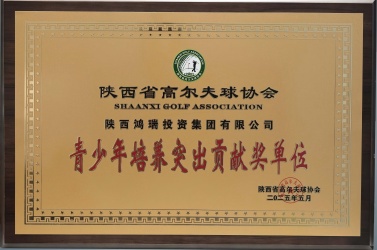 陕西省高尔夫球协会
SHAANXI GOLF ASSOCIATION
陕西鸿瑞投资集团有限公司
青少年培养突出贡献奖单位
陕西省高尔夫球协会
二〇二五年五月